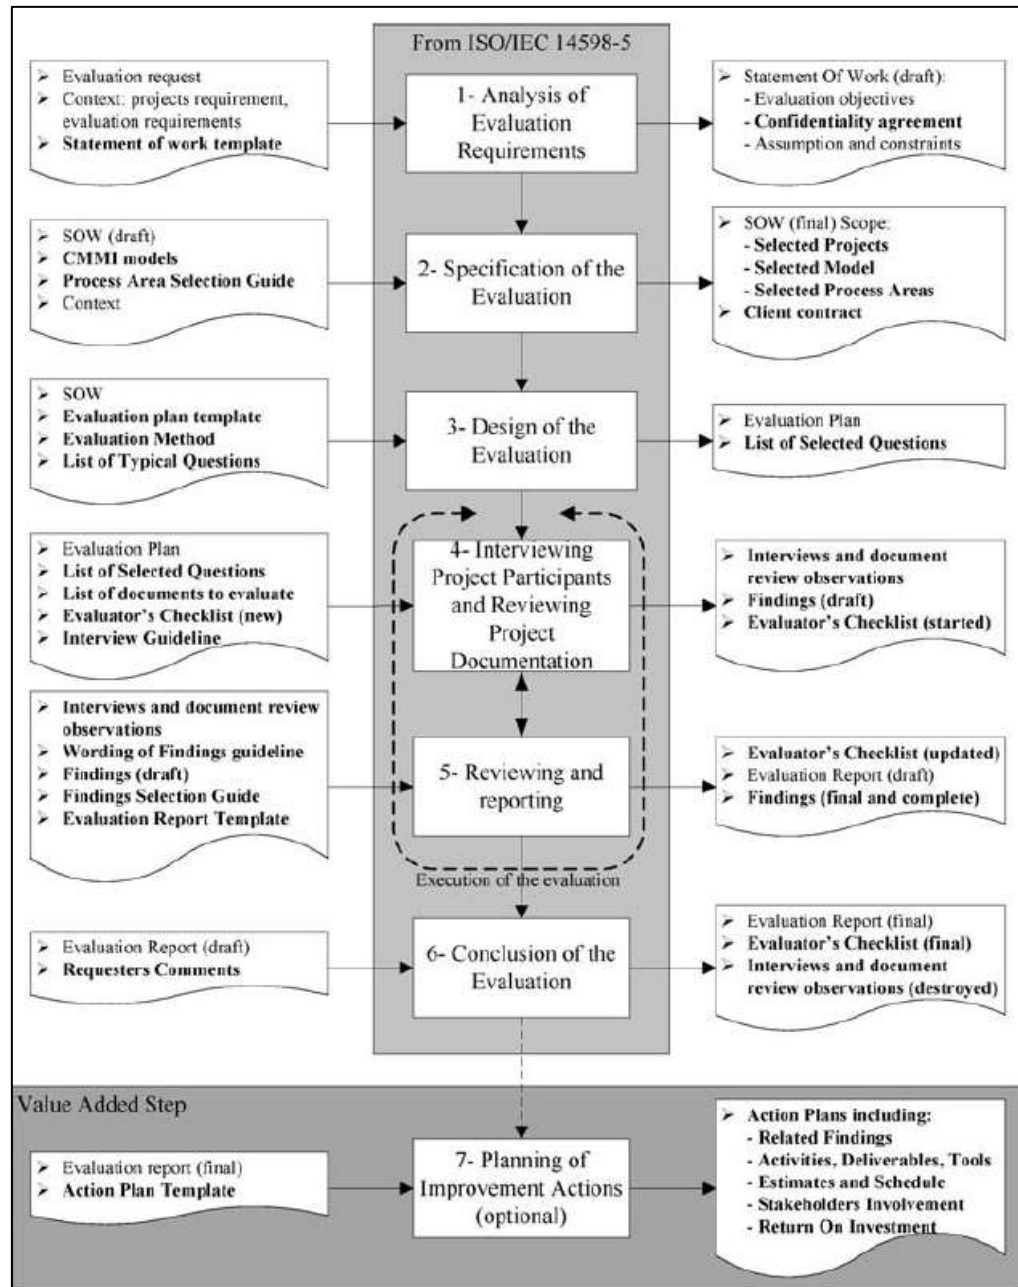 From ISO/IEC 14598-5
➢ Evaluation request
➢ Context: projects requirement,
evaluation requirements
➢ Statement of work template
1- Analysis of
Evaluation
Requirements
➢ Statement Of Work (draft):
- Evaluation objectives
- Confidentiality agreement
- Assumption and constraints
➢ SOW (draft)
➢ CMMI models
➢ Process Area Selection Guide
➢ Context
2- Specification of the
Evaluation
➢ SOW (final) Scope:
- Selected Projects
- Selected Model
- Selected Process Areas
➢ Client contract
➢ SOW
➢ Evaluation plan template
➢ Evaluation Method
➢ List of Typical Questions
3- Design of the
Evaluation
➢ Evaluation Plan
➢ List of Selected Questions
➢ Evaluation Plan
➢ List of Selected Questions
➢ List of documents to evaluate
➢ Evaluator's Checklist (new)
➢ Interview Guideline
4- Interviewing
Project Participants
and Reviewing
Project
Documentation
➢ Interviews and document
review observations
➢ Findings (draft)
➢ Evaluator's Checklist (started)
➢ Interviews and document review
observations
➢ Wording of Findings guideline
➢ Findings (draft)
➢ Findings Selection Guide
➢ Evaluation Report Template
5- Reviewing and
reporting
➢ Evaluator's Checklist (updated)
➢ Evaluation Report (draft)
➢ Findings (final and complete)
Execution of the evaluation
➢ Evaluation Report (draft)
➢ Requesters Comments
6- Conclusion of the
Evaluation
➢ Evaluation Report (final)
➢ Evaluator's Checklist (final)
➢ Interviews and document
review observations (destroyed)
Value Added Step
➢ Evaluation report (final)
➢ Action Plan Template
7- Planning of
Improvement Actions
(optional)
➢ Action Plans including:
- Related Findings
- Activities, Deliverables, Tools
- Estimates and Schedule
- Stakeholders Involvement
- Return On Investment